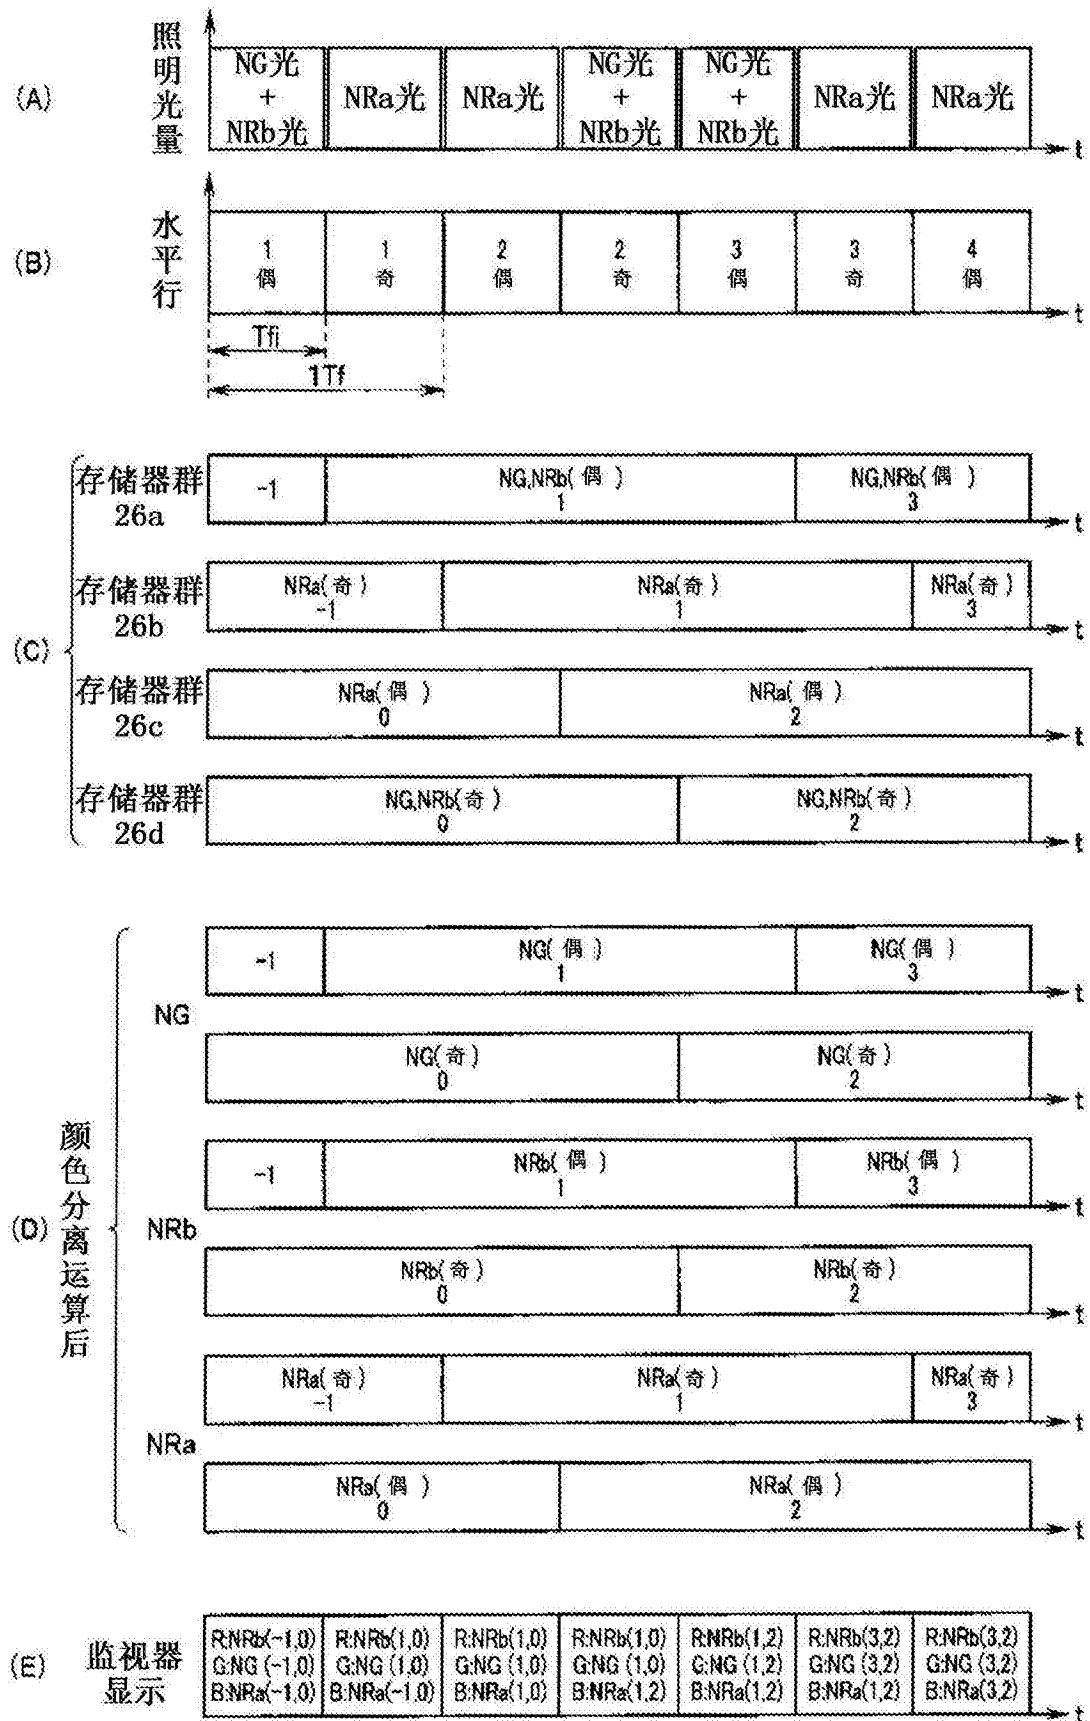 (A)
照明光量
NG光
+
NRb光
NRa光
NRa光
NG光
+
NRb光
NG光
+
NRb光
NRa光
NRa光
t
(B)
水平行
1
偶
1
奇
2
偶
2
奇
3
偶
3
奇
4
偶
t
Tfi
1Tf
(C)
存储器群
26a
-1
NG,NRb(偶)
1
NG,NRb(偶)
3
t
存储器群
26b
NRa(奇)
-1
NRa(奇)
1
NRa(奇)
3
t
存储器群
26c
NRa(偶)
0
NRa(偶)
2
t
存储器群
26d
NG,NRb(奇)
0
NG,NRb(奇)
2
t
(D)
颜色分离运算后
NG
-1
NG(偶)
1
NG(偶)
3
t
NG(奇)
0
NG(奇)
2
t
NRb
-1
NRb(偶)
1
NRb(偶)
3
t
NRb(奇)
0
NRb(奇)
2
t
NRa
NRa(奇)
-1
NRa(奇)
1
NRa(奇)
3
t
NRa(偶)
0
NRa(偶)
2
t
(E)
监视器
显示
R:NRb(-1,0)
G:NG (-1,0)
B:NRa(-1,0)
R:NRb(1,0)
G:NG (1,0)
B:NRa(-1,0)
R:NRb(1,0)
G:NG (1,0)
B:NRa(1,0)
R:NRb(1,0)
G:NG (1,0)
B:NRa(1,2)
R:NRb(1,2)
G:NG (1,2)
B:NRa(1,2)
R:NRb(3,2)
G:NG (3,2)
B:NRa(1,2)
R:NRb(3,2)
G:NG (3,2)
B:NRa(3,2)
t